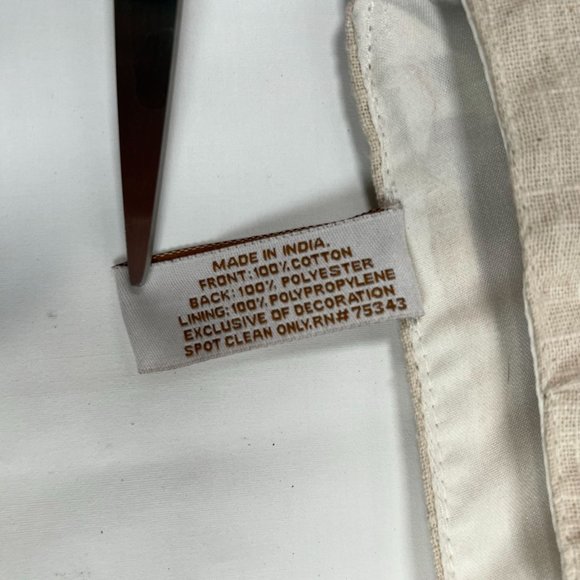 MADE IN INDIA.
FRONT:100% COTTON
BACK:100% POLYESTER
LINING:100% POLYPROPYLENE
EXCLUSIVE OF DECORATION
SPOT CLEAN ONLY.RN# 75343